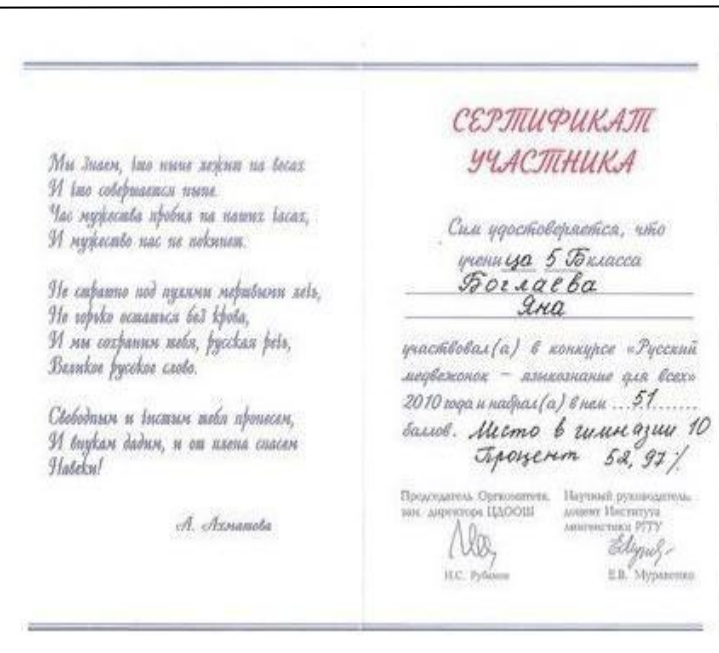 Мы знаем, что ныне лежит на весах
И что совершается ныне.
Час мужества пробил на наших часах,
И мужество нас не покинет.
Не страшно под пулями мертвыми лечь,
Не горько остаться без крова,
И мы сохраним тебя, русская речь,
Великое русское слово.
Свободным и чистым тебя пронесем,
И внукам дадим, и от плена спасем
Навеки!
А. Ахматова
СЕРТИФИКАТ
УЧАСТНИКА
Сим удостоверяется, что
ученица 5 Б класса
Боглаева
Яна
участвовал(а) в конкурсе «Русский
медвежонок – языкознание для всех»
2010 года и набрал(а) в нем ...51.......
баллов. Место в гимназии 10
Процент 52,97%
Председатель Оргкомитета,
зам. директора ЦДООШ
Н.С. Рубанов
Научный руководитель,
доцент Института
лингвистики РГГУ
Е.В. Муравенко